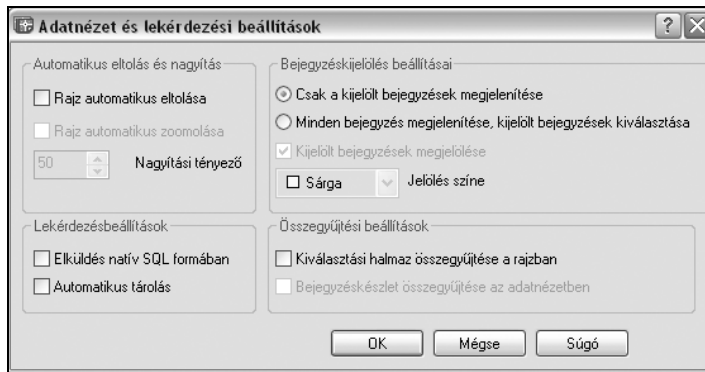 Adatnézet és lekérdezési beállítások
Automatikus eltolás és nagyítás
Rajz automatikus eltolása
Rajz automatikus zoomolása
50 Nagyítási tényező
Bejegyzéskijelölés beállításai
Csak a kijelölt bejegyzések megjelenítése
Minden bejegyzés megjelenítése, kijelölt bejegyzések kiválasztása
Kijelölt bejegyzések megjelölése
Sárga Jelölés színe
Lekérdezésbeállítások
Elküldés natív SQL formában
Automatikus tárolás
Összegyűjtési beállítások
Kiválasztási halmaz összegyűjtése a rajzban
Bejegyzéskészlet összegyűjtése az adatnézetben
OK Mégse Súgó